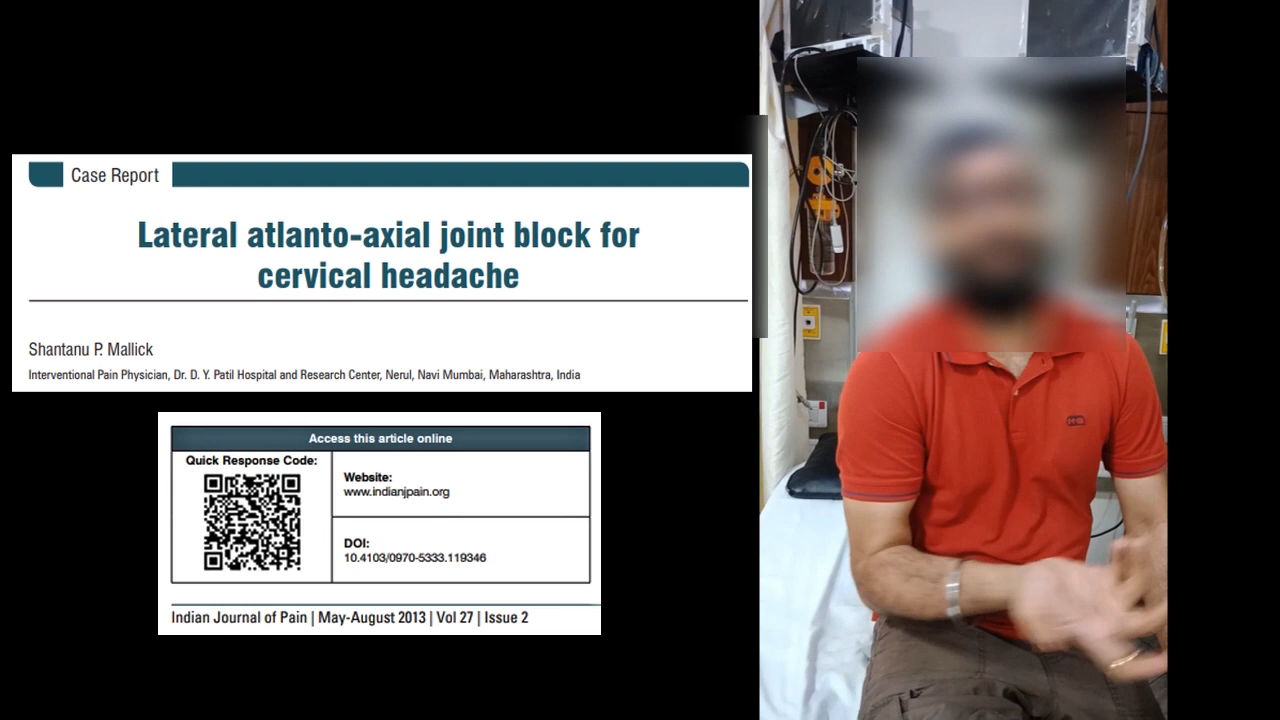 Case Report
Lateral atlanto-axial joint block for
cervical headache
Shantanu P. Mallick
Interventional Pain Physician, Dr. D. Y. Patil Hospital and Research Center, Nerul, Navi Mumbai, Maharashtra, India
Access this article online
Quick Response Code:
Website:
www.indianjpain.org
DOI:
10.4103/0970-5333.119346
Indian Journal of Pain | May-August 2013 | Vol 27 | Issue 2